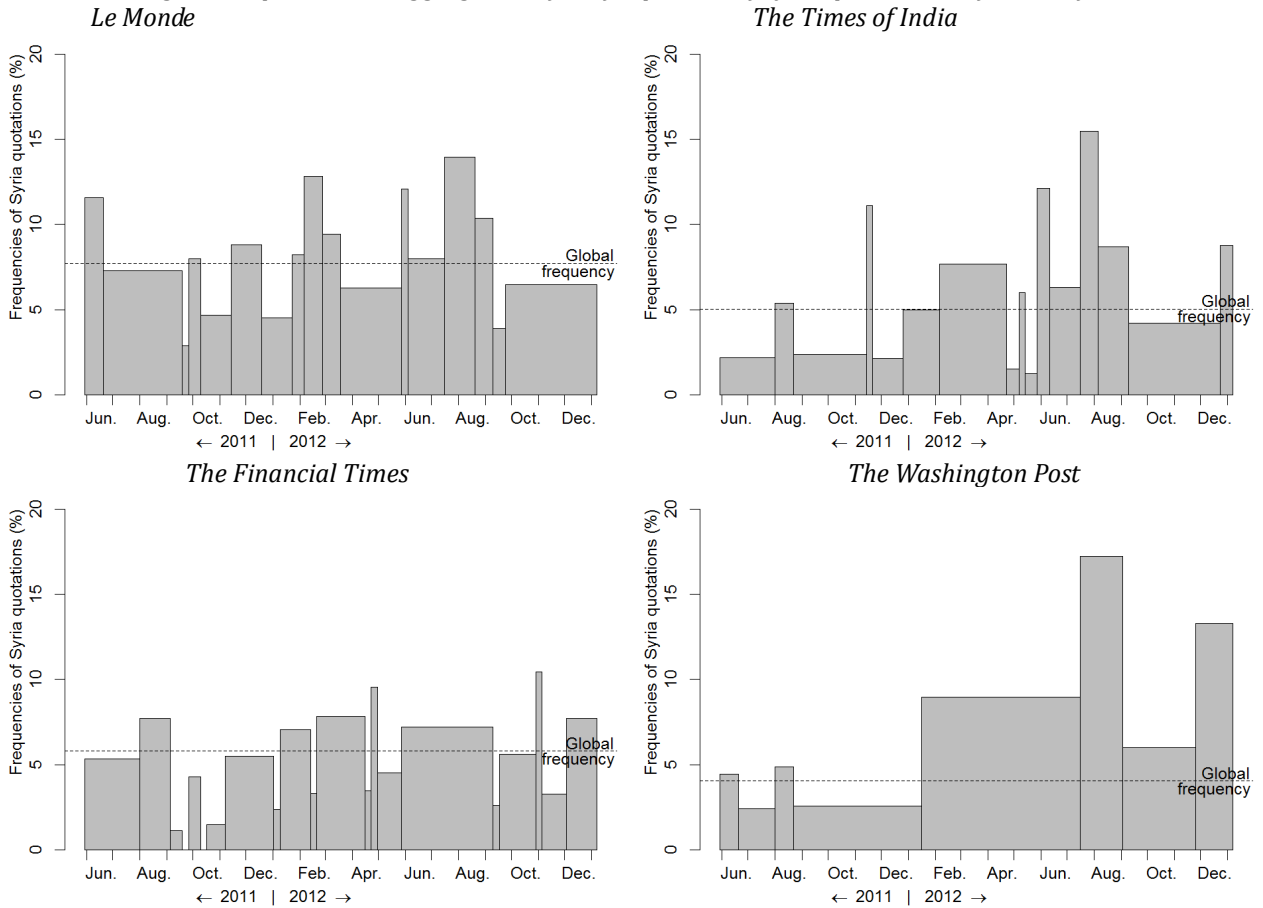 Le Monde
Frequencies of Syria quotations (%)
0 5 10 15 20
Global
frequency
Jun. Aug. Oct. Dec. Feb. Apr. Jun. Aug. Oct. Dec.
← 2011 | 2012 →
The Times of India
Frequencies of Syria quotations (%)
0 5 10 15 20
Global
frequency
Jun. Aug. Oct. Dec. Feb. Apr. Jun. Aug. Oct. Dec.
← 2011 | 2012 →
The Financial Times
Frequencies of Syria quotations (%)
0 5 10 15 20
Global
frequency
Jun. Aug. Oct. Dec. Feb. Apr. Jun. Aug. Oct. Dec.
← 2011 | 2012 →
The Washington Post
Frequencies of Syria quotations (%)
0 5 10 15 20
Global
frequency
Jun. Aug. Oct. Dec. Feb. Apr. Jun. Aug. Oct. Dec.
← 2011 | 2012 →